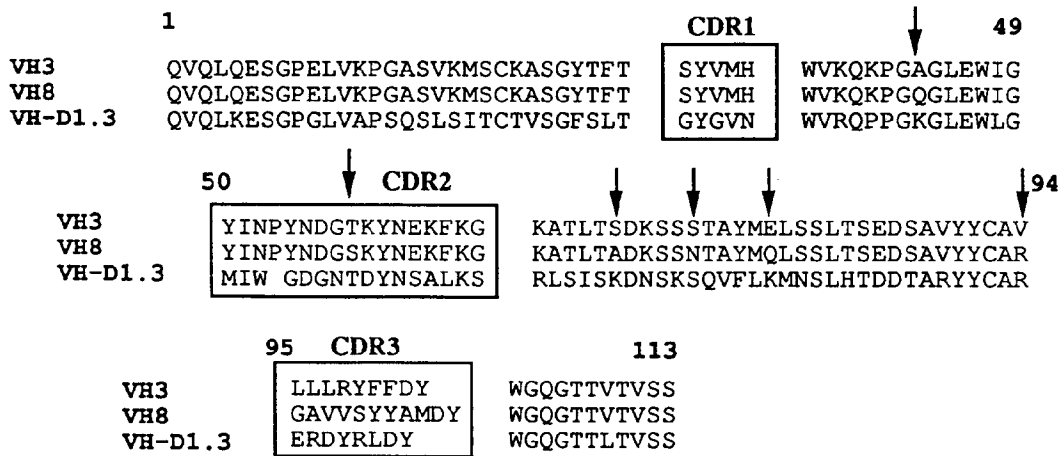 1 CDR1 49
VH3 QVQLQESGPELVKPGASVKMSCKASGYTFT SYVMH WVKQKPGAGLEWIG
VH8 QVQLQESGPELVKPGASVKMSCKASGYTFT SYVMH WVKQKPGQGLEWIG
VH-D1.3 QVQLKESGPGLVAPSQSLSITCTVSGFSLT GYGVN WVRQPPGKGLEWLG
50 CDR2 94
VH3 YINPYNDGTKYNEKFKG KATLTSDKSSSTAYMELSSLTSEDSAVYYCAV
VH8 YINPYNDGSKYNEKFKG KATLTADKSSNTAYMQLSSLTSEDSAVYYCAR
VH-D1.3 MIW GDGNTDYNSALKS RLSISKDNSKSQVFLKMNSLHTDDTARYYCAR
95 CDR3 113
VH3 LLLRYFFDY WGQGTTVTVSS
VH8 GAVVSYYAMDY WGQGTTVTVSS
VH-D1.3 ERDYRLDY WGQGTTLTVSS